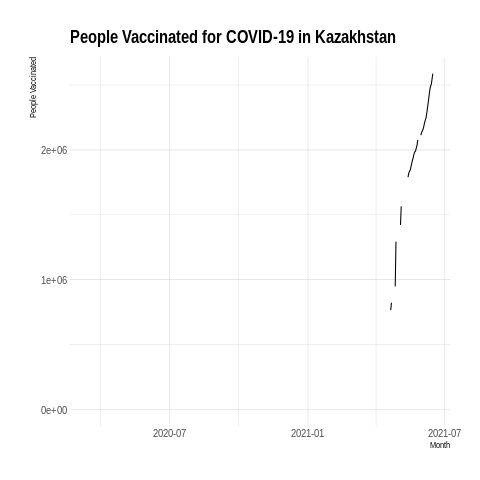 People Vaccinated for COVID-19 in Kazakhstan
People Vaccinated
2e+06
1e+06
0e+00
2020-07
2021-01
2021-07
Month